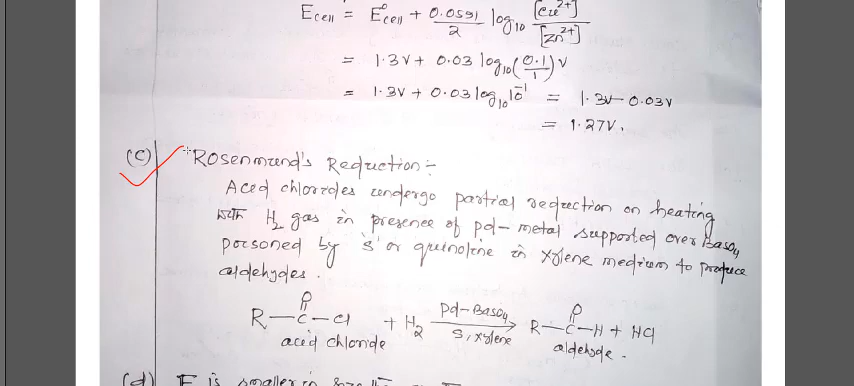 Ecell = E°cell + 0.0591/2 log10 [Cu2+]/[Zn2+]
= 1.3V + 0.03 log10 (0.1/1) V
= 1.3V + 0.03 log10 10^-1 = 1.3V - 0.03V
= 1.27V.
(C) Rosenmund's Reduction:-
Acid chlorides undergo partial reduction on heating
with H2 gas in presence of pd-metal supported over BaSO4
poisoned by 'S' or quinoline in xylene medium to produce
aldehydes.
R-C(=O)-Cl + H2 → (Pd-BaSO4 / S, xylene) R-C(=O)-H + HCl
acid chloride aldehyde.
(d) F is smaller in